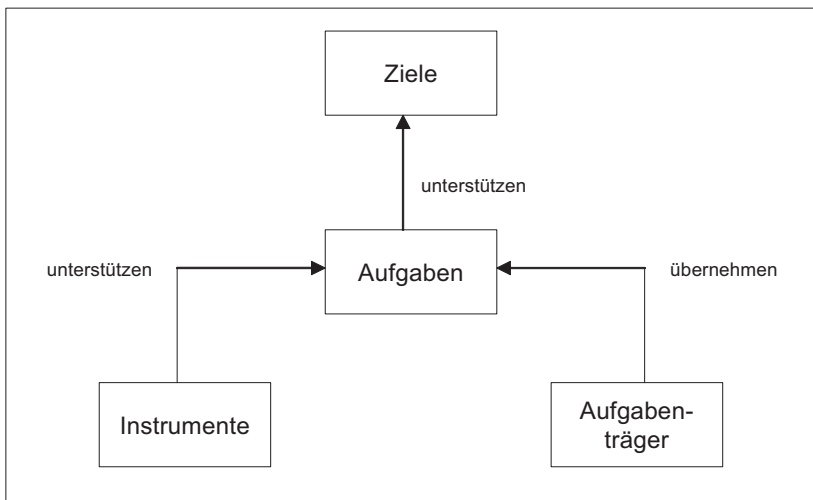 Ziele
unterstützen
unterstützen
Aufgaben
übernehmen
Instrumente
Aufgaben-
träger